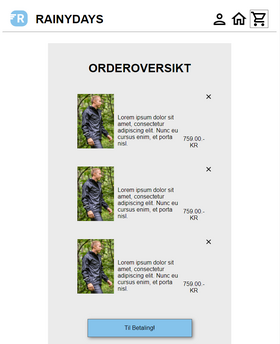 R RAINYDAYS
ORDEROVERSIKT
Lorem ipsum dolor sit
amet, consectetur
adipiscing elit. Nunc eu
cursus enim, et porta
nisl.
759.00.-
KR
Lorem ipsum dolor sit
amet, consectetur
adipiscing elit. Nunc eu
cursus enim, et porta
nisl.
759.00.-
KR
Lorem ipsum dolor sit
amet, consectetur
adipiscing elit. Nunc eu
cursus enim, et porta
nisl.
759.00.-
KR
Til Betaling!